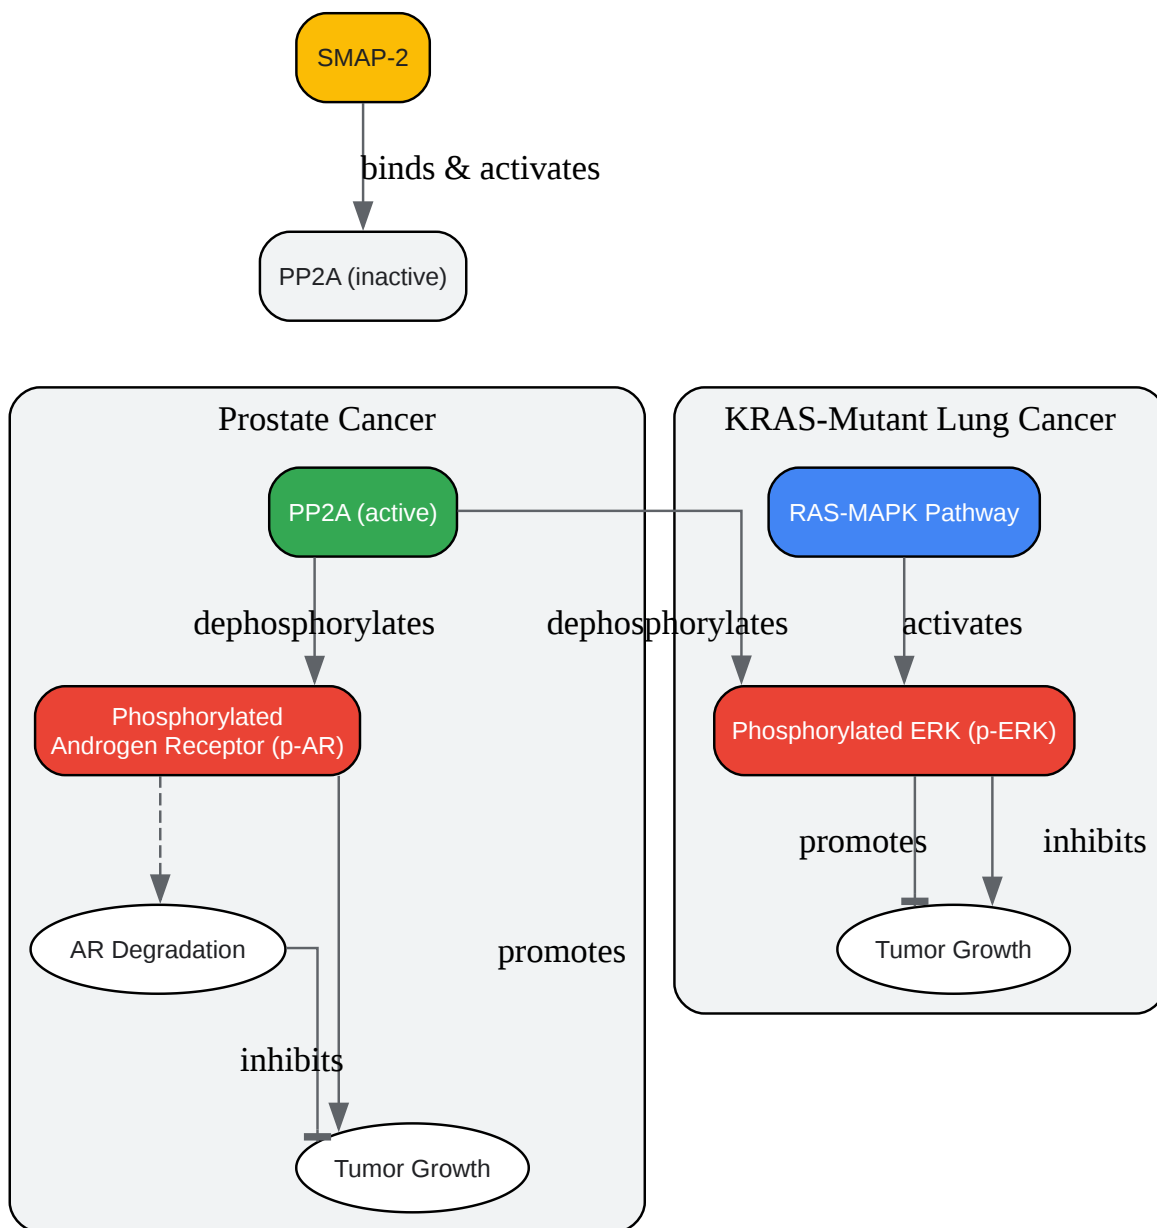 SMAP-2
binds & activates
PP2A (inactive)
Prostate Cancer
KRAS-Mutant Lung Cancer
PP2A (active)
RAS-MAPK Pathway
dephosphorylates
dephosphorylates
activates
Phosphorylated
Androgen Receptor (p-AR)
Phosphorylated ERK (p-ERK)
promotes
inhibits
AR Degradation
promotes
Tumor Growth
inhibits
Tumor Growth